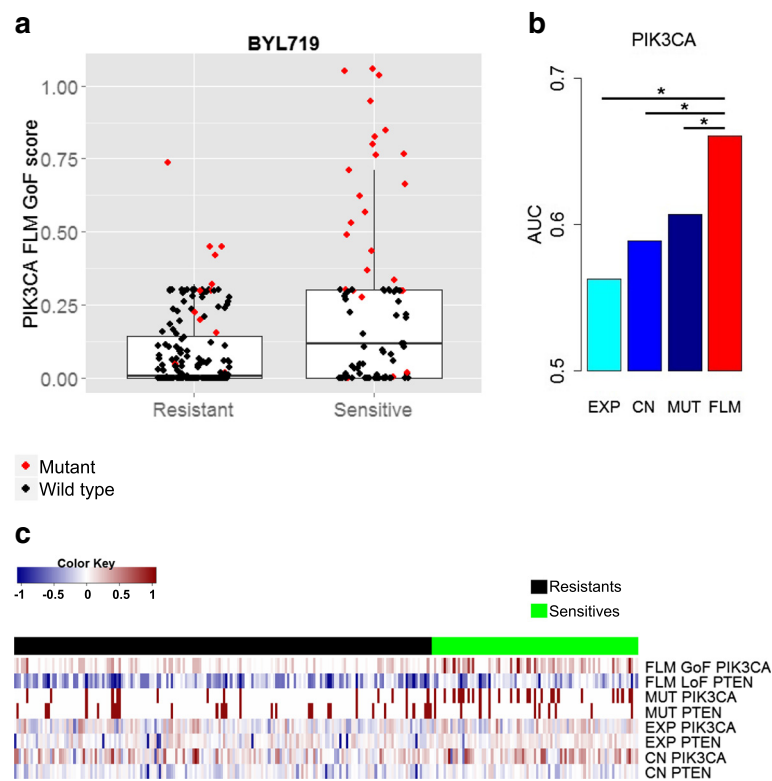 a
BYL719
PIK3CA FLM GoF score
1.00
0.75
0.50
0.25
0.00
Resistant
Sensitive
Mutant
Wild type
b
PIK3CA
AUC
0.7
0.6
0.5
*
*
*
EXP CN MUT FLM
c
Color Key
-1 -0.5 0 0.5 1
Resistants
Sensitives
FLM GoF PIK3CA
FLM LoF PTEN
MUT PIK3CA
MUT PTEN
EXP PIK3CA
EXP PTEN
CN PIK3CA
CN PTEN